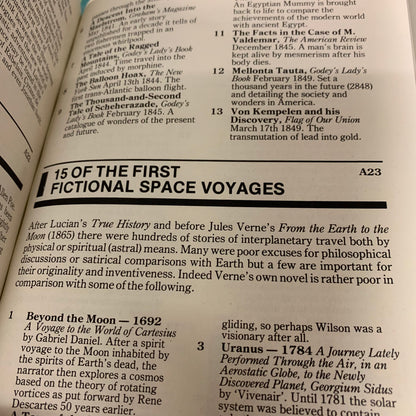 A Descent Into the
Maelstrom, Graham's Magazine
story
established for a decade it tells of
trapped in an
Tale of the Ragged
Mountains, Godey's Lady's Book
April 1844. Time travel into the
induced by morphine.
The Balloon Hoax, The New
York Sun April 13th 1844. The
first trans-Atlantic balloon flight.
The Thousand-and-Second
Tale of Scheherazade, Godey's
Lady's Book February 1845. A
catalogue of wonders of the present
and future.
An Egyptian Mummy is brought
back to life to compare the
achievements of the modern world
with ancient Egypt.
11 The Facts in the Case of M.
Valdemar, The American Review
December 1845. A man's brain is
kept alive by mesmerism after his
body dies.
12 Mellonta Tauta, Godey's Lady's
Book February 1849. Set a
thousand years in the future (2848)
and detailing the society and
wonders in America.
13 Von Kempelen and his
Discovery, Flag of Our Union
March 17th 1849. The
transmutation of lead into gold.
15 OF THE FIRST
FICTIONAL SPACE VOYAGES
A23
After Lucian's True History and before Jules Verne's From the Earth to the
Moon (1865) there were hundreds of stories of interplanetary travel both by
physical or spiritual (astral) means. Many were poor excuses for philosophical
discussions or satirical comparisons with Earth but a few are important for
their originality and inventiveness. Indeed Verne's own novel is rather poor in
comparison with some of the following.
1 Beyond the Moon — 1692
A Voyage to the World of Cartesius
by Gabriel Daniel. After a spirit
voyage to the Moon inhabited by
the spirits of Earth's dead, the
narrator then explores a cosmos
based on the theory of rotating
vortices as put forward by Rene
Descartes 50 years earlier.
gliding, so perhaps Wilson was a
visionary after all.
3 Uranus — 1784 A Journey Lately
Performed Through the Air, in an
Aerostatic Globe, to the Newly
Discovered Planet, Georgium Sidus
by 'Vivenair'. Until 1781 the solar
system was believed to contain